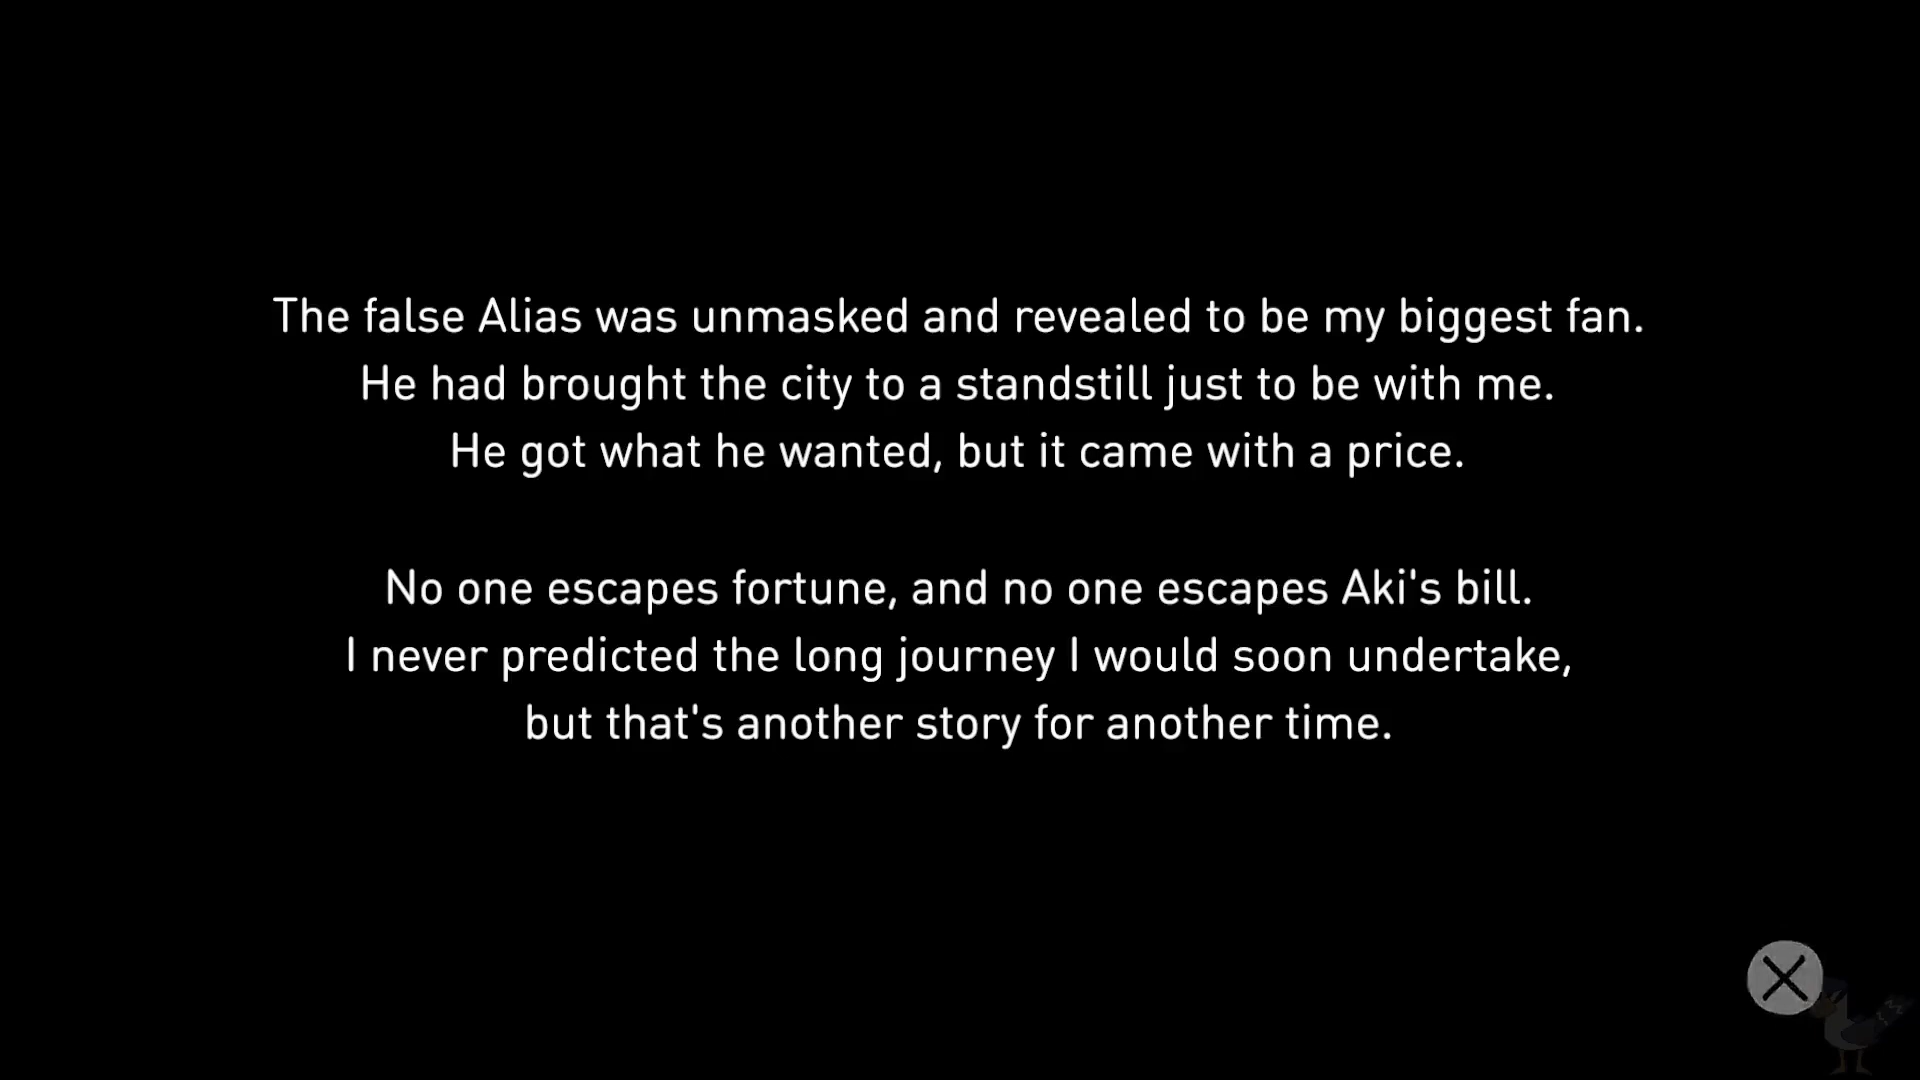 The false Alias was unmasked and revealed to be my biggest fan.
He had brought the city to a standstill just to be with me.
He got what he wanted, but it came with a price.
No one escapes fortune, and no one escapes Aki's bill.
I never predicted the long journey I would soon undertake,
but that's another story for another time.